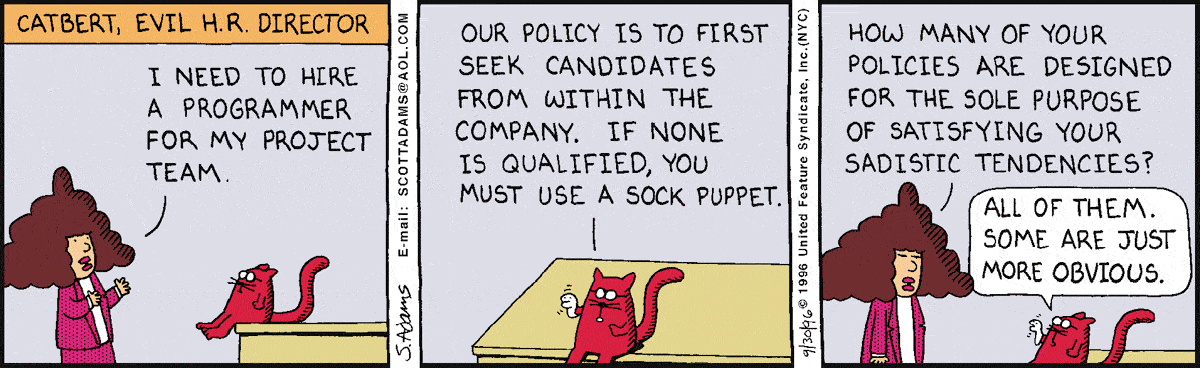 CATBERT, EVIL H.R. DIRECTOR
I NEED TO HIRE
A PROGRAMMER
FOR MY PROJECT
TEAM.
S.Adams E-mail: SCOTTADAMS@AOL.COM
OUR POLICY IS TO FIRST
SEEK CANDIDATES
FROM WITHIN THE
COMPANY. IF NONE
IS QUALIFIED, YOU
MUST USE A SOCK PUPPET.
9/30/96 © 1996 United Feature Syndicate, Inc.(NYC)
HOW MANY OF YOUR
POLICIES ARE DESIGNED
FOR THE SOLE PURPOSE
OF SATISFYING YOUR
SADISTIC TENDENCIES?
ALL OF THEM.
SOME ARE JUST
MORE OBVIOUS.